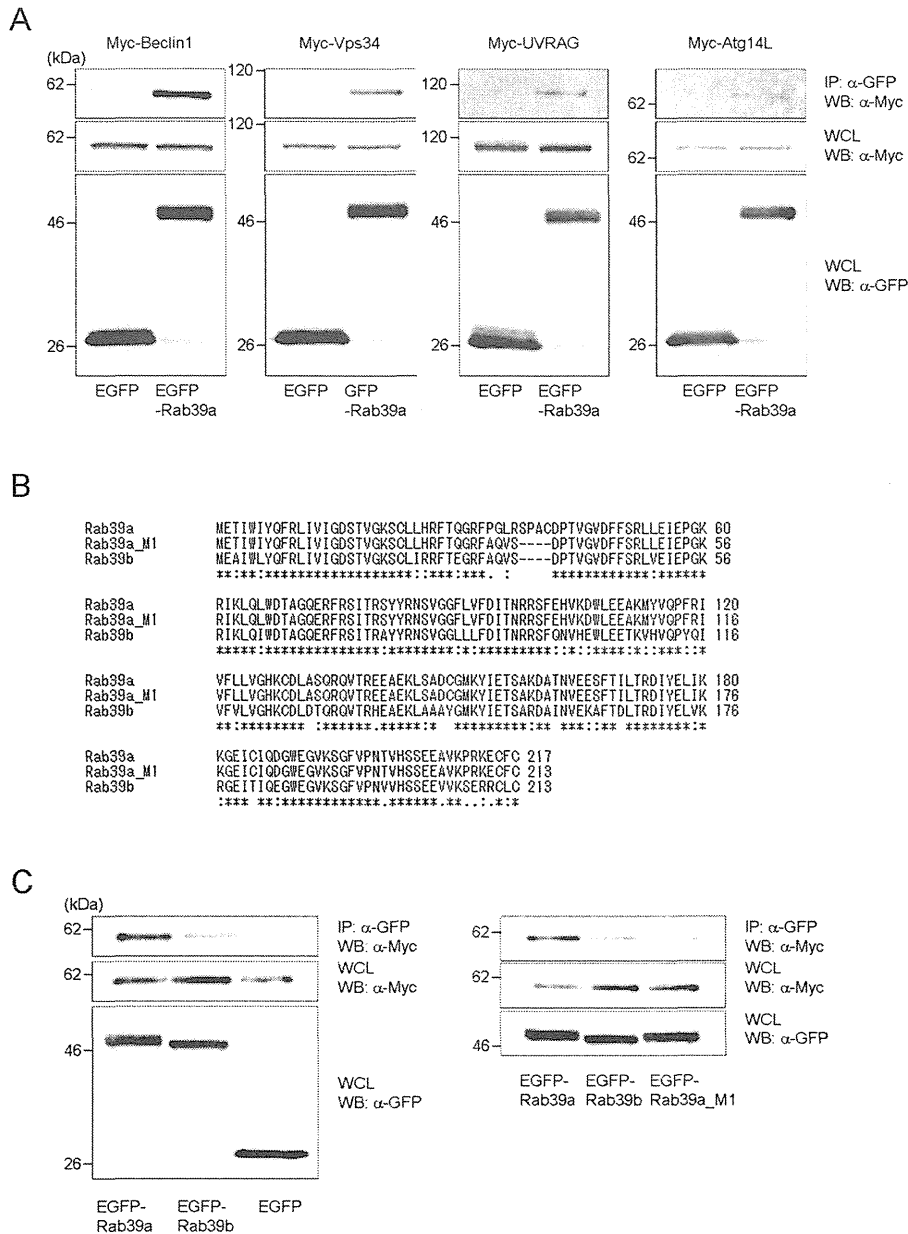 A
Myc-Beclin1 Myc-Vps34 Myc-UVRAG Myc-Atg14L
(kDa)
62 120 120 62
IP: α-GFP
WB: α-Myc
62 120 120 62
WCL
WB: α-Myc
46 46 46 46
WCL
WB: α-GFP
26 26 26 26
EGFP EGFP EGFP GFP EGFP EGFP EGFP EGFP
-Rab39a -Rab39a -Rab39a -Rab39a
B
Rab39a METIWIYQFRLIVIGDSTVGKSCLLHRFTQGRFPGLRSPACDPTVGVDFFSRLLEIEPGK 60
Rab39a_M1 METIWIYQFRLIVIGDSTVGKSCLLHRFTQGRFAQVS----DPTVGVDFFSRLLEIEPGK 56
Rab39b MEAIWLYQFRLIVIGDSTVGKSCLIRRFTEGRFAQVS----DPTVGVDFFSRLVEIEPGK 56
**:**:******************::***:***. : ************:******
Rab39a RIKLQLWDTAGQERFRSITRSYYRNSVGGFLVFDITNRRSFEHVKDWLEEAKMYVQPFRI 120
Rab39a_M1 RIKLQLWDTAGQERFRSITRSYYRNSVGGFLVFDITNRRSFEHVKDWLEEAKMYVQPFRI 116
Rab39b RIKLQIWDTAGQERFRSITRAYYRNSVGGLLLFDITNRRSFQNVHEWLEETKVHVQPYQI 116
*****:**************:********:*:*********::*::****:*::***::*
Rab39a VFLLVGHKCDLASQRQVTREEAEKLSADCGMKYIETSAKDATNVEESFTILTRDIYELIK 180
Rab39a_M1 VFLLVGHKCDLASQRQVTREEAEKLSADCGMKYIETSAKDATNVEESFTILTRDIYELIK 176
Rab39b VFVLVGHKCDLDTQRQVTRHEAEKLAAAYGMKYIETSARDAINVEKAFTDLTRDIYELVK 176
**:******** :******.*****:* *********:** ***::** ********:*
Rab39a KGEICIQDGWEGVKSGFVPNTVHSSEEAVKPRKECFC 217
Rab39a_M1 KGEICIQDGWEGVKSGFVPNTVHSSEEAVKPRKECFC 213
Rab39b RGEITIQEGWEGVKSGFVPNVVHSSEEVVKSERRCLC 213
:*** **:************.******.**..:.*:*
C
(kDa)
62 62
IP: α-GFP IP: α-GFP
WB: α-Myc WB: α-Myc
62 62
WCL WCL
WB: α-Myc WB: α-Myc
46 46
WCL WCL
WB: α-GFP WB: α-GFP
26
EGFP- EGFP- EGFP EGFP- EGFP- EGFP-
Rab39a Rab39b Rab39a Rab39b Rab39a_M1